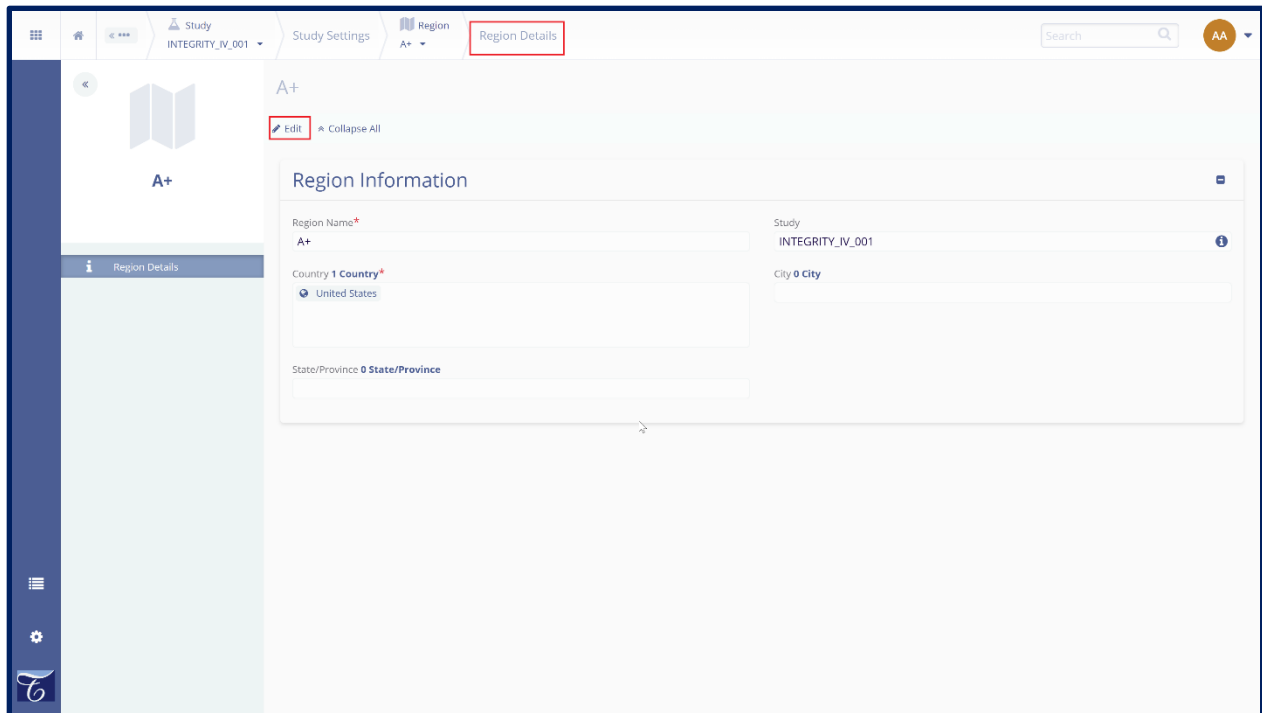 Study
INTEGRITY_IV_001
Study Settings
Region
A+
Region Details
Search
AA
A+
Region Details
A+
Edit
Collapse All
Region Information
Region Name*
A+
Study
INTEGRITY_IV_001
Country 1 Country*
United States
City 0 City
State/Province 0 State/Province